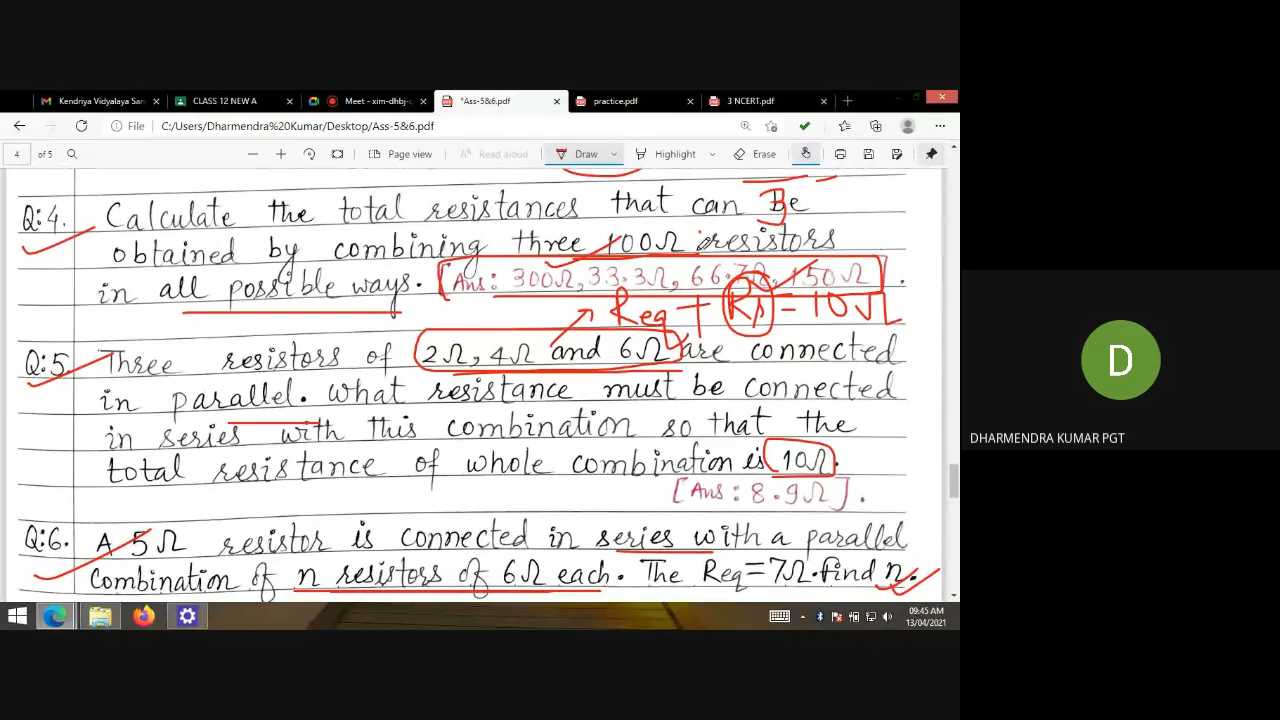 Kendriya Vidyalaya San
CLASS 12 NEW A
Meet - xim-dhbj-
*Ass-5&6.pdf
practice.pdf
3 NCERT.pdf
File
C:/Users/Dharmendra%20Kumar/Desktop/Ass-5&6.pdf
4 of 5
Page view
Read aloud
Draw
Highlight
Erase
Q:4. Calculate the total resistances that can Be
obtained by combining three 100Ω resistors
in all possible ways. [Ans: 300Ω, 33.3Ω, 66.7Ω, 150Ω].
Req + Rp = 10Ω
Q:5. Three resistors of 2Ω, 4Ω and 6Ω are connected
in parallel. What resistance must be connected
in series with this combination so that the
total resistance of whole combination is 10Ω.
[Ans: 8.9Ω].
Q:6. A 5Ω resistor is connected in series with a parallel
combination of n resistors of 6Ω each. The Req=7Ω. find n.
09:45 AM
13/04/2021
D
DHARMENDRA KUMAR PGT